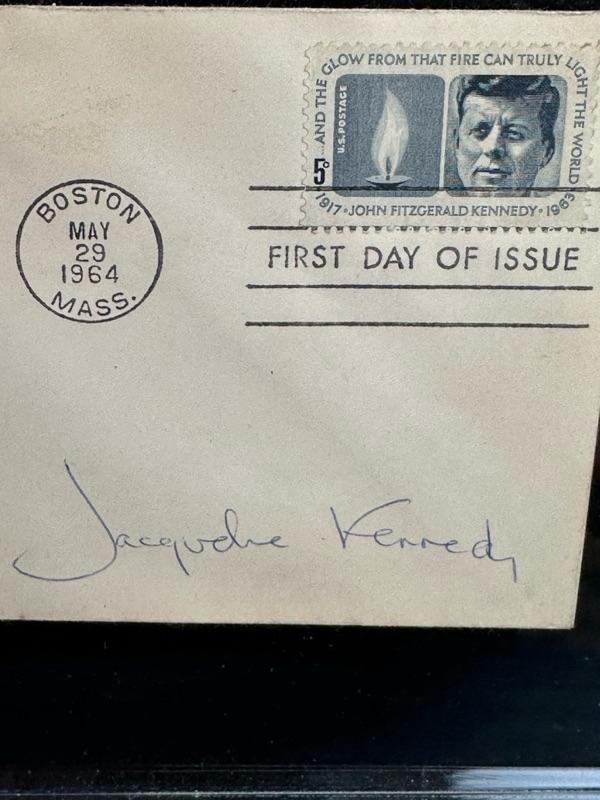 ...AND THE GLOW FROM THAT FIRE CAN TRULY LIGHT THE WORLD
U.S. POSTAGE
5c
1917 • JOHN FITZGERALD KENNEDY • 1963
BOSTON
MAY
29
1964
MASS.
FIRST DAY OF ISSUE
Jacqueline Kennedy